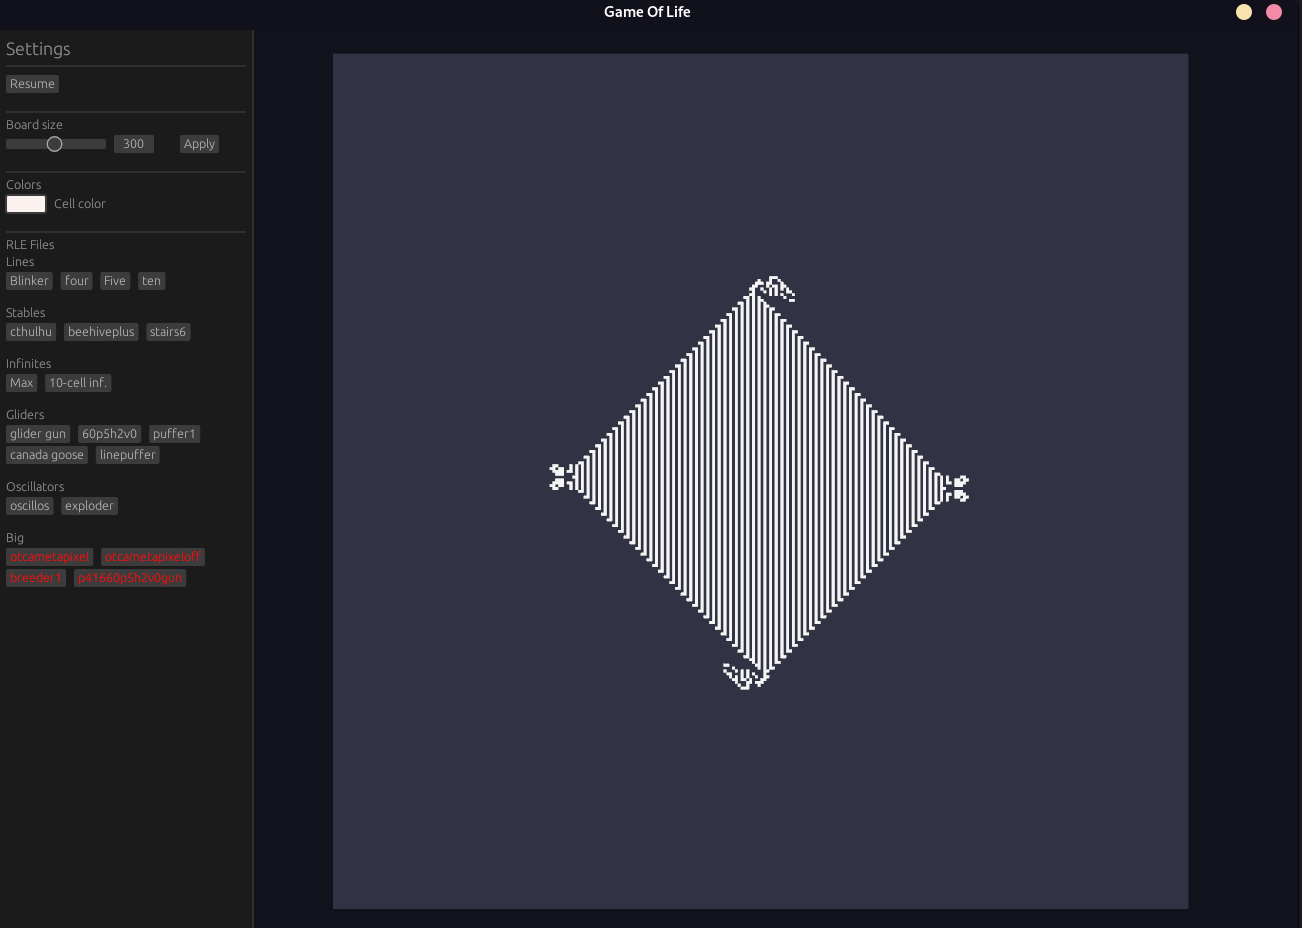 Game Of Life
Settings
Resume
Board size
300 Apply
Colors
Cell color
RLE Files
Lines
Blinker four Five ten
Stables
cthulhu beehiveplus stairs6
Infinites
Max 10-cell inf.
Gliders
glider gun 60p5h2v0 puffer1
canada goose linepuffer
Oscillators
oscillos exploder
Big
otcametapixel otcametapixeloff
breeder1 p41660p5h2v0gun